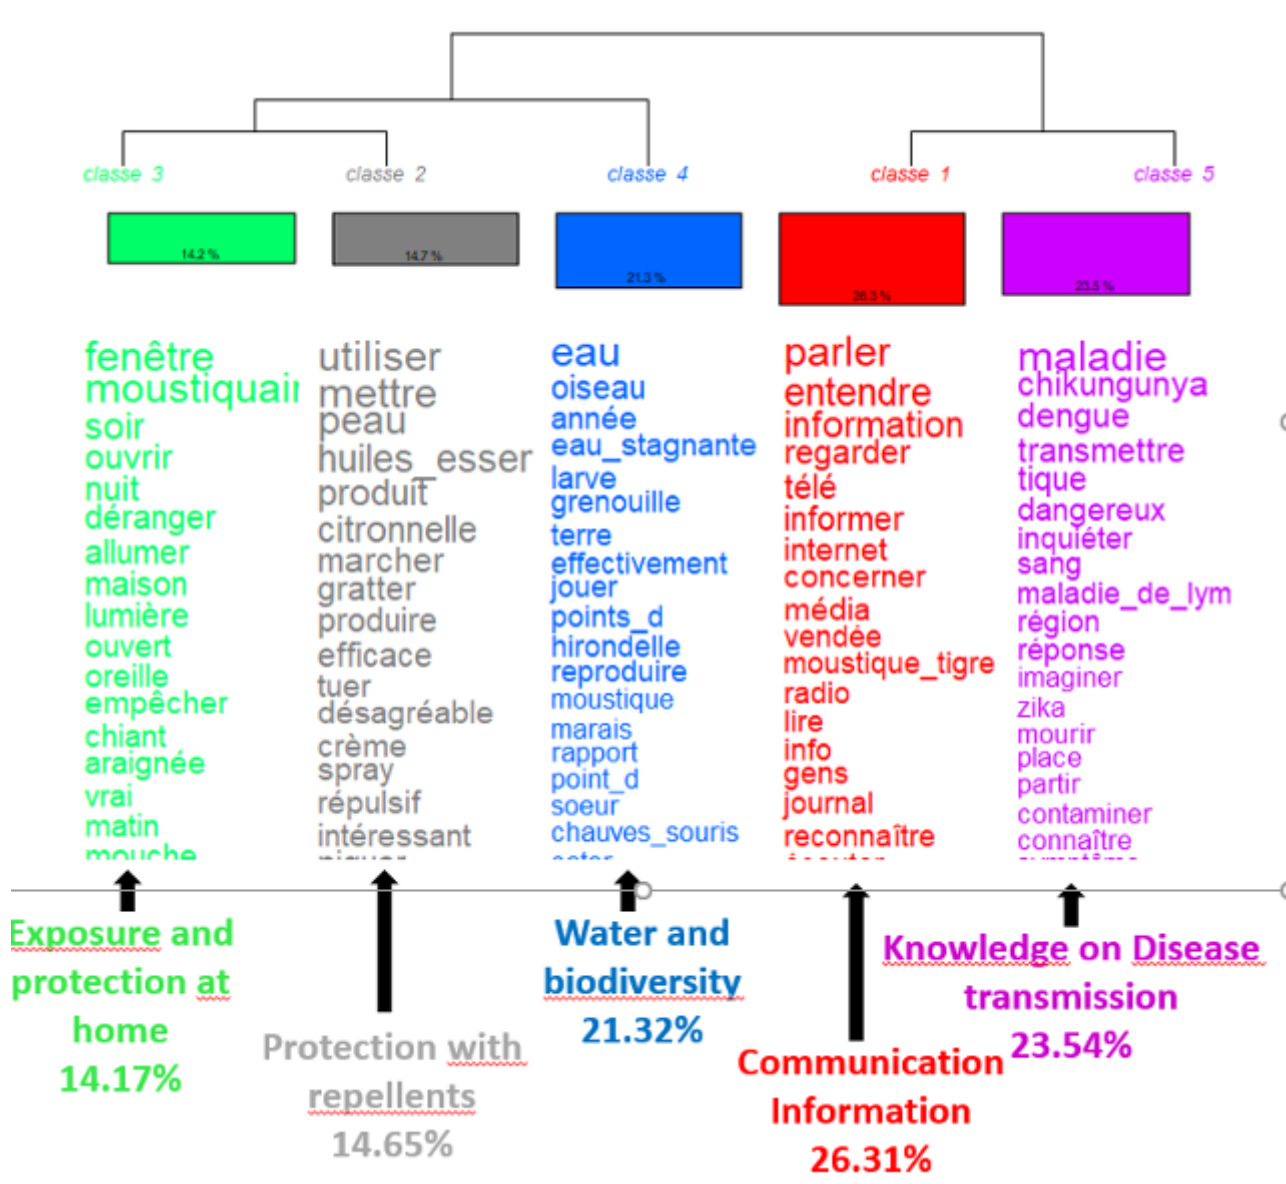 classe 3
classe 2
classe 4
classe 1
classe 5
14.2 %
14.7 %
21.3 %
26.3 %
23.5 %
fenêtre
moustiquair
soir
ouvrir
nuit
déranger
allumer
maison
lumière
ouvert
oreille
empêcher
chiant
araignée
vrai
matin
mouche
utiliser
mettre
peau
huiles_esser
produit
citronnelle
marcher
gratter
produire
efficace
tuer
désagréable
crème
spray
répulsif
intéressant
eau
oiseau
année
eau_stagnante
larve
grenouille
terre
effectivement
jouer
points_d
hirondelle
reproduire
moustique
marais
rapport
point_d
soeur
chauves_souris
parler
entendre
information
regarder
télé
informer
internet
concerner
média
vendée
moustique_tigre
radio
lire
info
gens
journal
reconnaître
maladie
chikungunya
dengue
transmettre
tique
dangereux
inquiéter
sang
maladie_de_lym
région
réponse
imaginer
zika
mourir
place
partir
contaminer
connaître
Exposure and
protection at
home
14.17%
Protection with
repellents
14.65%
Water and
biodiversity
21.32%
Communication
Information
26.31%
Knowledge on Disease
transmission
23.54%